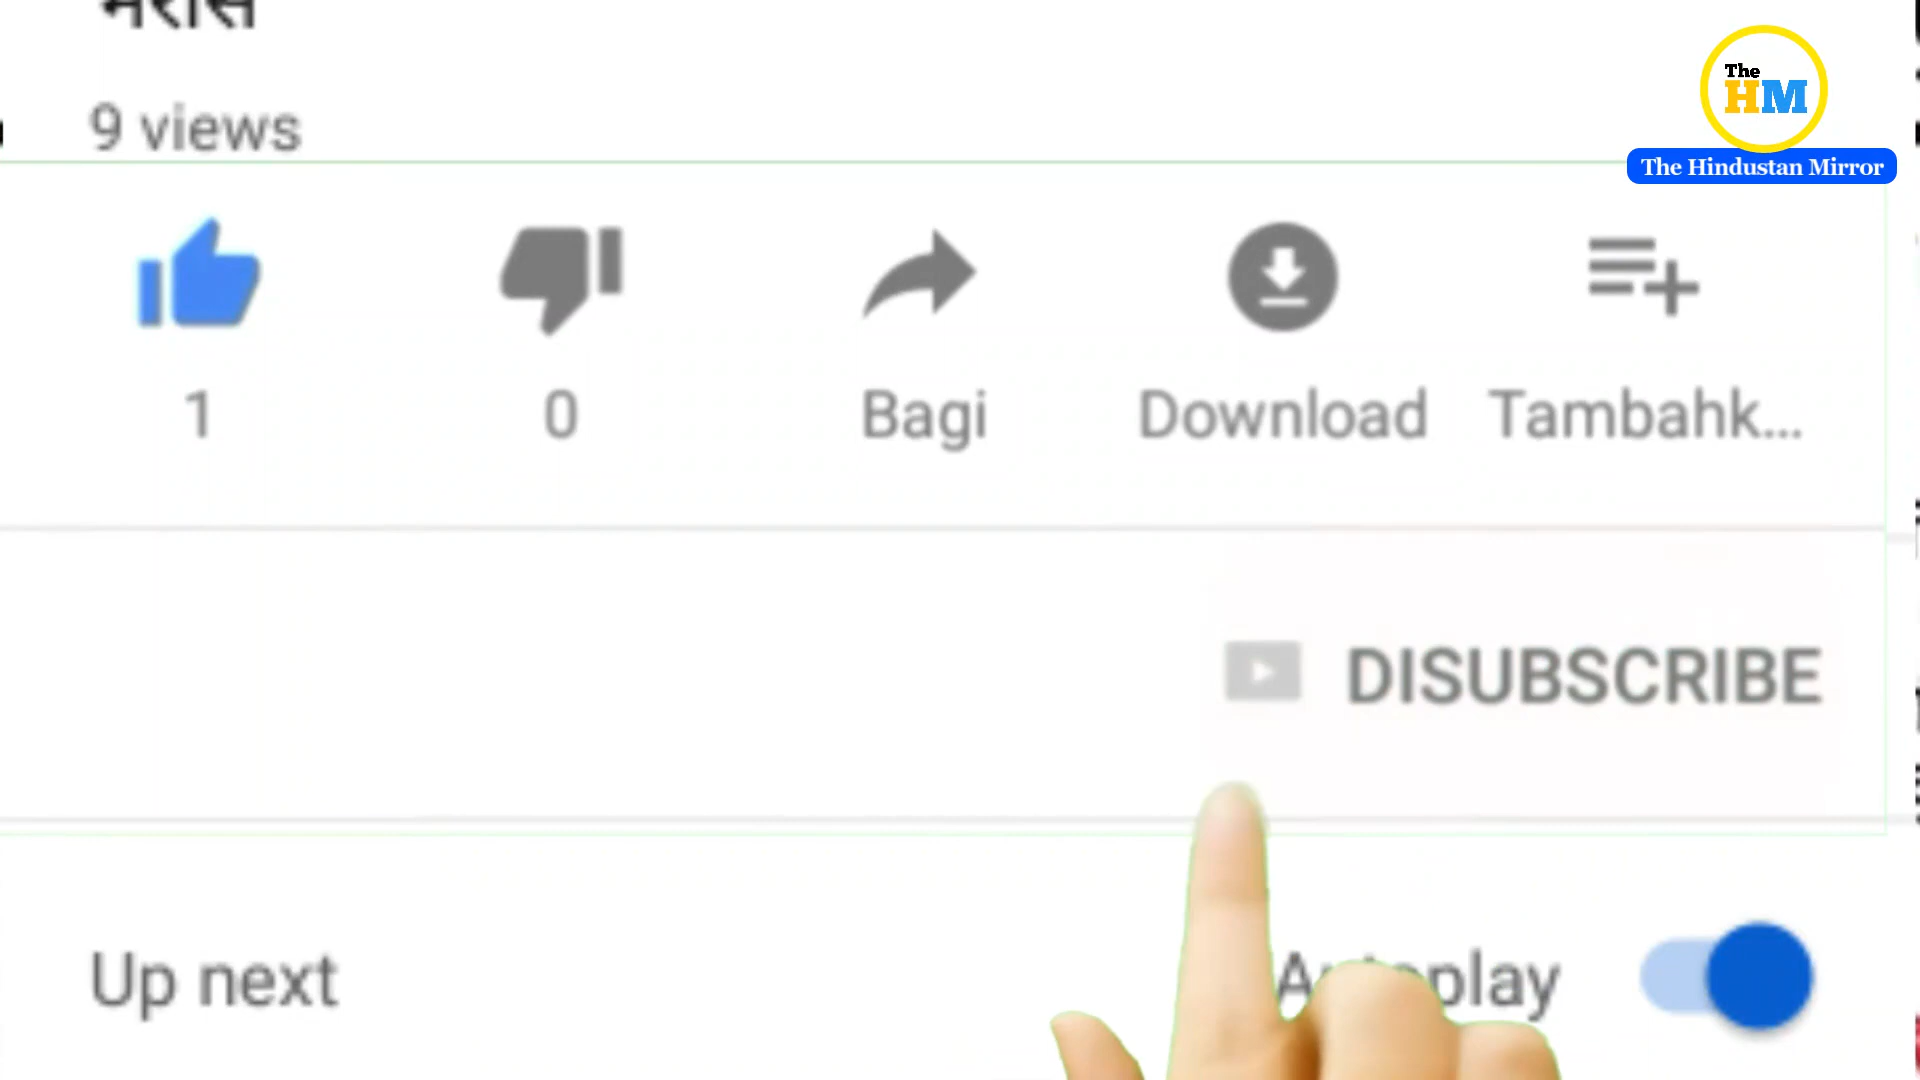 9 views
The
HM
The Hindustan Mirror
1
0
Bagi
Download
Tambahk...
DISUBSCRIBE
Up next